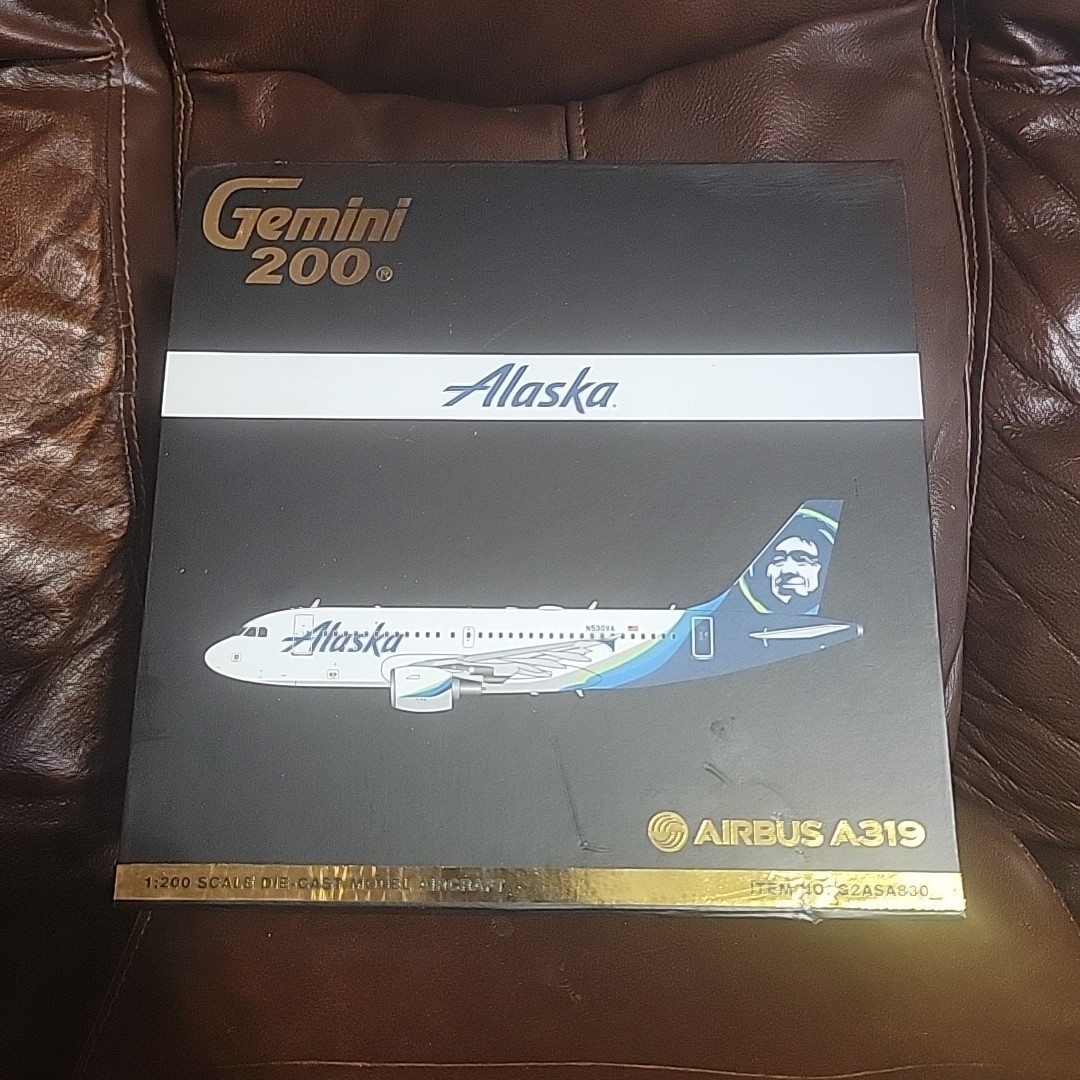 Gemini
200®
Alaska
Alaska
N530VA
AIRBUS A319
1:200 SCALE DIE-CAST MODEL AIRCRAFT
ITEM NO. G2ASA830